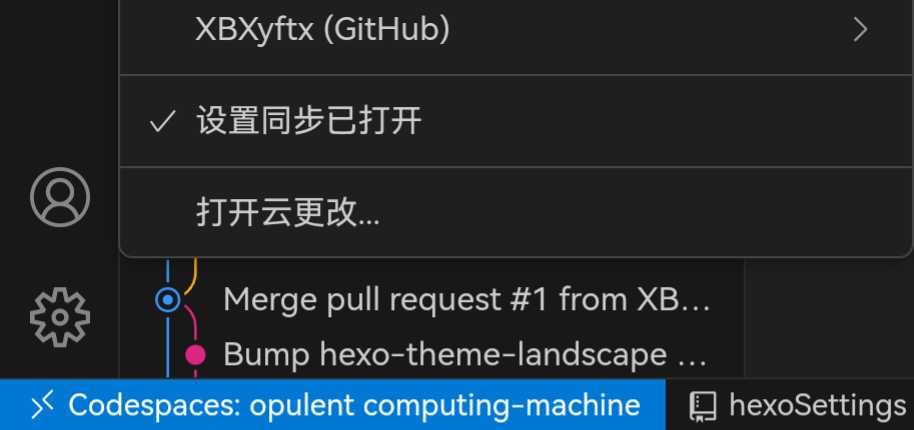 XBXyftx (GitHub)
设置同步已打开
打开云更改...
Merge pull request #1 from XB...
Bump hexo-theme-landscape ...
Codespaces: opulent computing-machine
hexoSettings